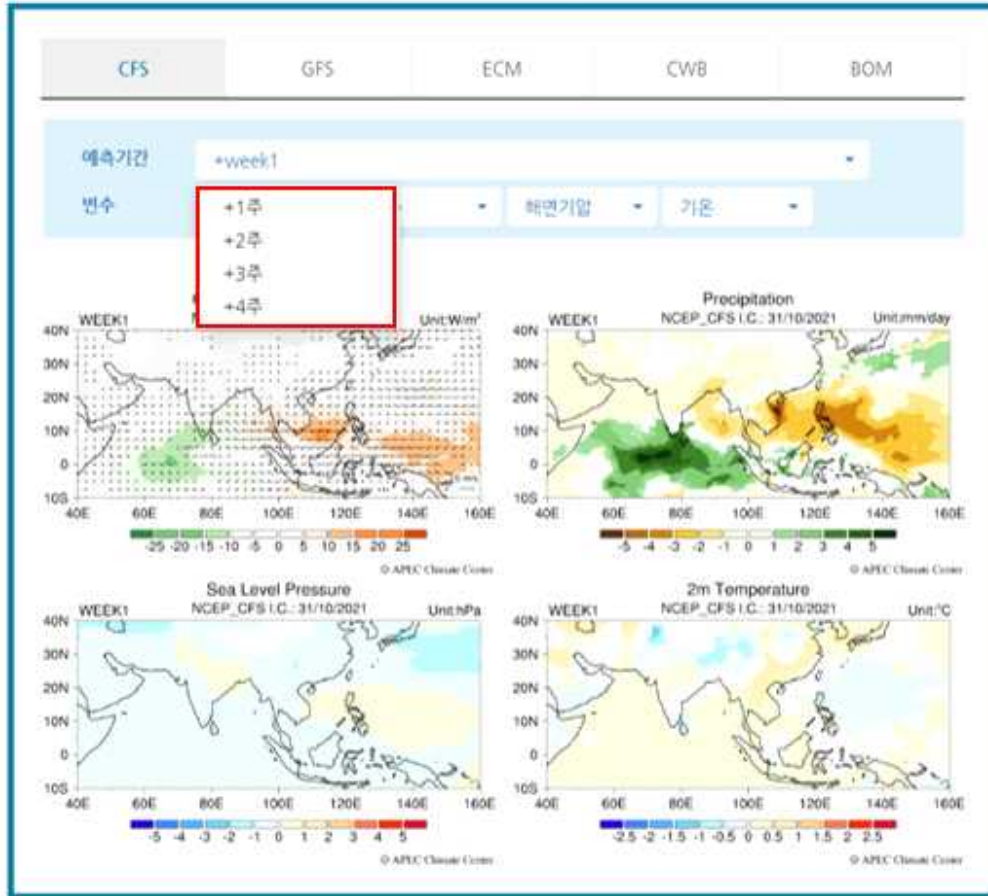 CFS GFS ECM CWB BOM
예측기간 +week1
변수 해면기압 기온
+1주
+2주
+3주
+4주
WEEK1 Unit:W/m²
40N
30N
20N
10N
0
10S
40E 60E 80E 100E 120E 140E 160E
-25 -20 -15 -10 -5 0 5 10 15 20 25
© APEC Climate Center
Precipitation
WEEK1 NCEP_CFS I.C.: 31/10/2021 Unit:mm/day
40N
30N
20N
10N
0
10S
40E 60E 80E 100E 120E 140E 160E
-5 -4 -3 -2 -1 0 1 2 3 4 5
© APEC Climate Center
Sea Level Pressure
WEEK1 NCEP_CFS I.C.: 31/10/2021 Unit:hPa
40N
30N
20N
10N
0
10S
40E 60E 80E 100E 120E 140E 160E
-5 -4 -3 -2 -1 0 1 2 3 4 5
© APEC Climate Center
2m Temperature
WEEK1 NCEP_CFS I.C.: 31/10/2021 Unit:°C
40N
30N
20N
10N
0
10S
40E 60E 80E 100E 120E 140E 160E
-2.5 -2 -1.5 -1 -0.5 0 0.5 1 1.5 2 2.5
© APEC Climate Center